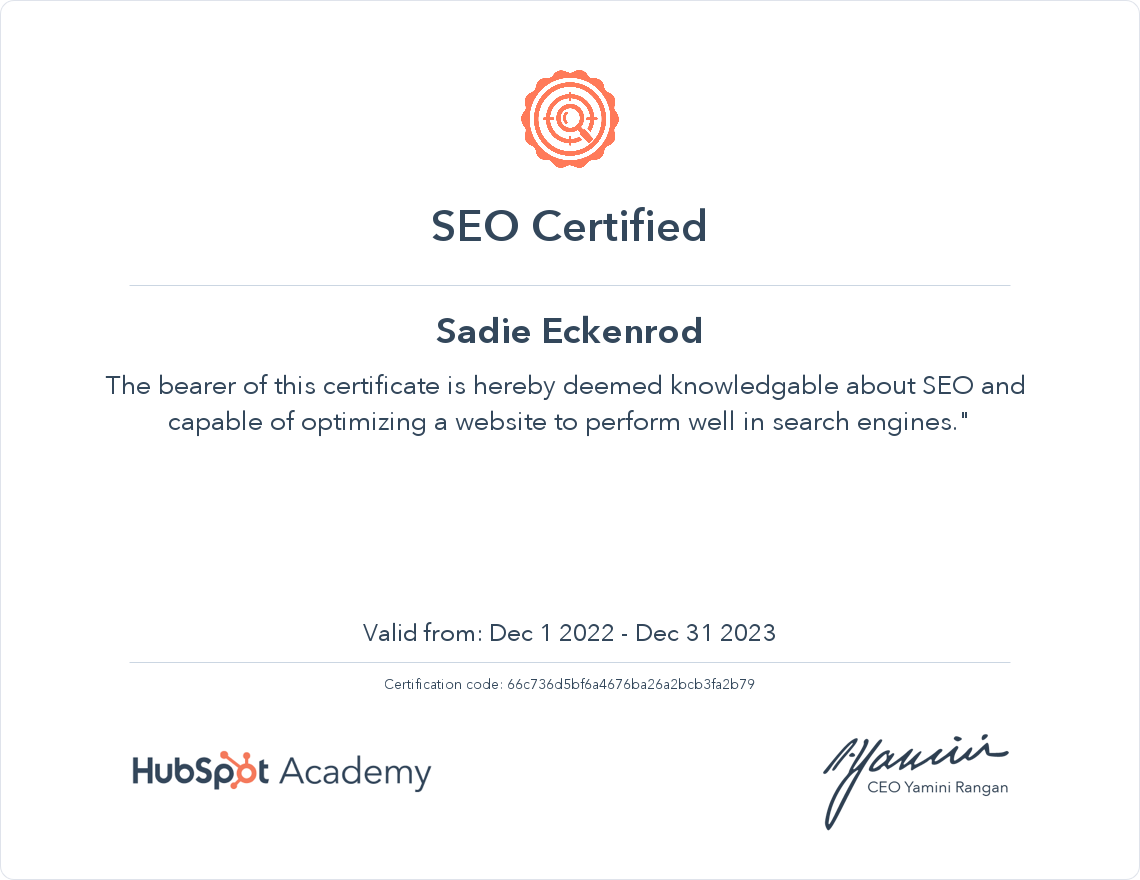 SEO Certified
Sadie Eckenrod
The bearer of this certificate is hereby deemed knowledgable about SEO and
capable of optimizing a website to perform well in search engines."
Valid from: Dec 1 2022 - Dec 31 2023
Certification code: 66c736d5bf6a4676ba26a2bcb3fa2b79
HubSpot Academy
Yamini
CEO Yamini Rangan